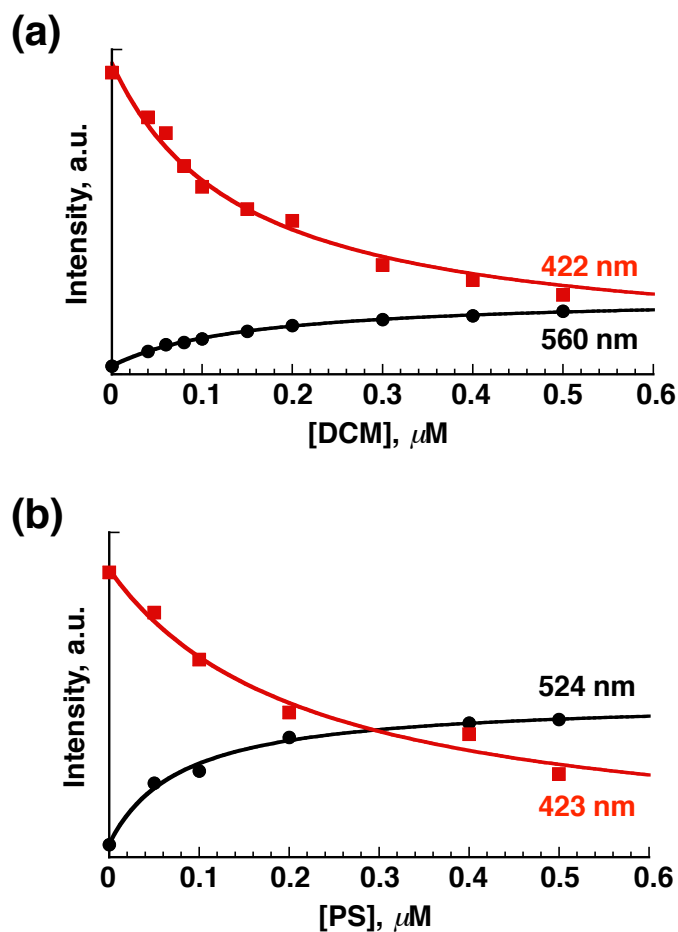 (a)
Intensity, a.u.
422 nm
560 nm
0 0.1 0.2 0.3 0.4 0.5 0.6
[DCM], μM
(b)
Intensity, a.u.
524 nm
423 nm
0 0.1 0.2 0.3 0.4 0.5 0.6
[PS], μM